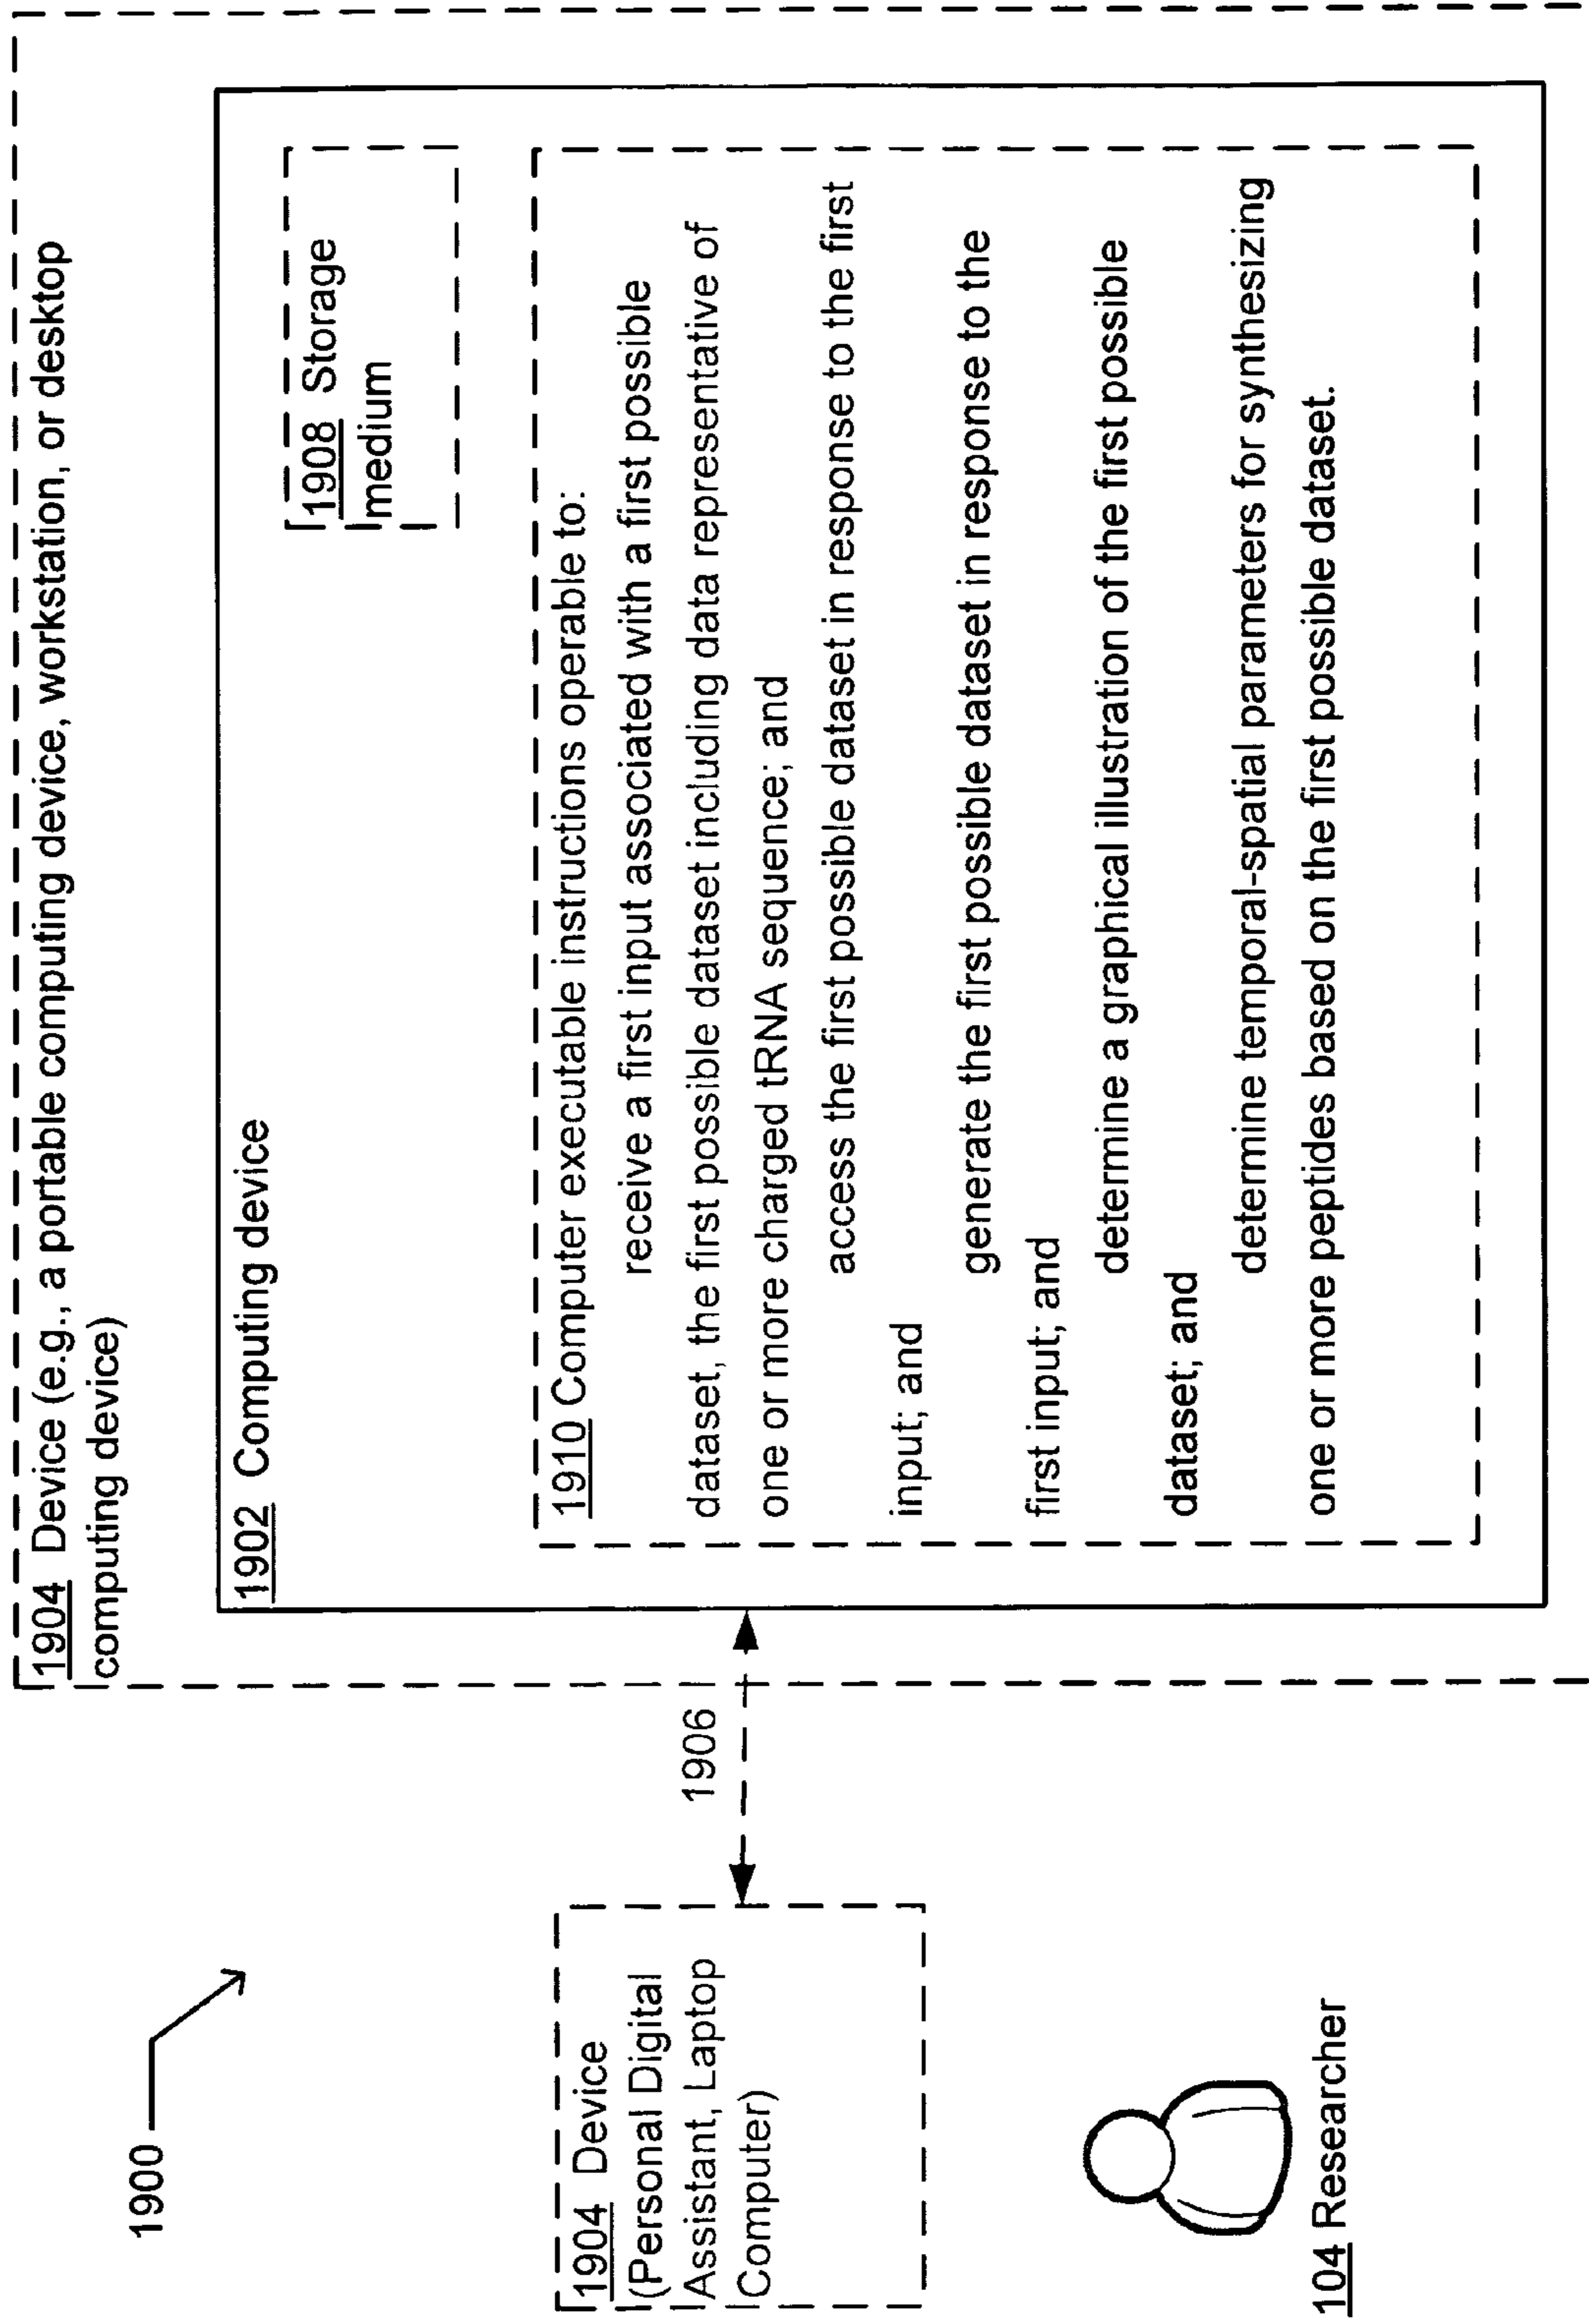 1900
1904 Device (e.g., a portable computing device, workstation, or desktop
computing device)
1902 Computing device
1908 Storage
medium
1910 Computer executable instructions operable to:
receive a first input associated with a first possible
dataset, the first possible dataset including data representative of
one or more charged tRNA sequence; and
access the first possible dataset in response to the first
input; and
generate the first possible dataset in response to the
first input; and
determine a graphical illustration of the first possible
dataset; and
determine temporal-spatial parameters for synthesizing
one or more peptides based on the first possible dataset.
1906
1904 Device
(Personal Digital
Assistant, Laptop
Computer)
104 Researcher